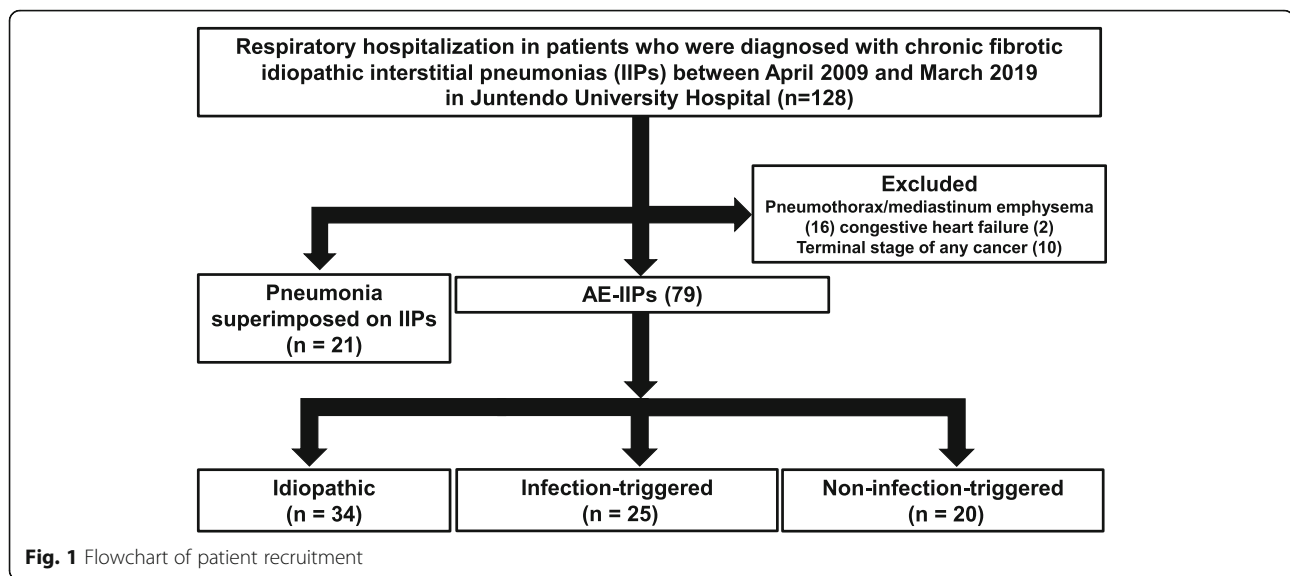 Respiratory hospitalization in patients who were diagnosed with chronic fibrotic
idiopathic interstitial pneumonias (IIPs) between April 2009 and March 2019
in Juntendo University Hospital (n=128)
Excluded
Pneumothorax/mediastinum emphysema
(16) congestive heart failure (2)
Terminal stage of any cancer (10)
Pneumonia
superimposed on IIPs
(n = 21)
AE-IIPs (79)
Idiopathic
(n = 34)
Infection-triggered
(n = 25)
Non-infection-triggered
(n = 20)
Fig. 1 Flowchart of patient recruitment